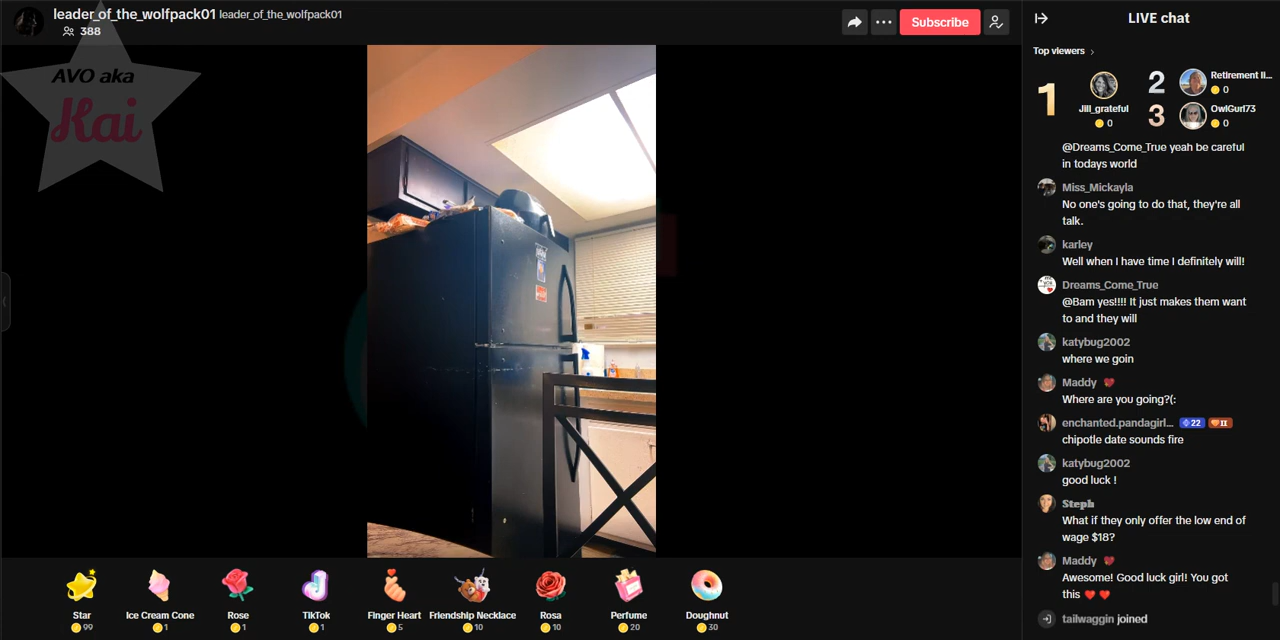 leader_of_the_wolfpack01 leader_of_the_wolfpack01
388
Subscribe
AVO aka
Kai
LIVE chat
Top viewers
1
Jill_grateful
0
2
Retirement li...
0
3
OwlGurl73
0
@Dreams_Come_True yeah be careful
in todays world
Miss_Mickayla
No one's going to do that, they're all
talk.
karley
Well when I have time I definitely will!
Dreams_Come_True
@Bam yes!!!! It just makes them want
to and they will
katybug2002
where we goin
Maddy
Where are you going?(:
enchanted.pandagirl... 22 II
chipotle date sounds fire
katybug2002
good luck !
Steph
What if they only offer the low end of
wage $18?
Maddy
Awesome! Good luck girl! You got
this
tailwaggin joined
Star
99
Ice Cream Cone
1
Rose
1
TikTok
1
Finger Heart
5
Friendship Necklace
10
Rosa
10
Perfume
20
Doughnut
30